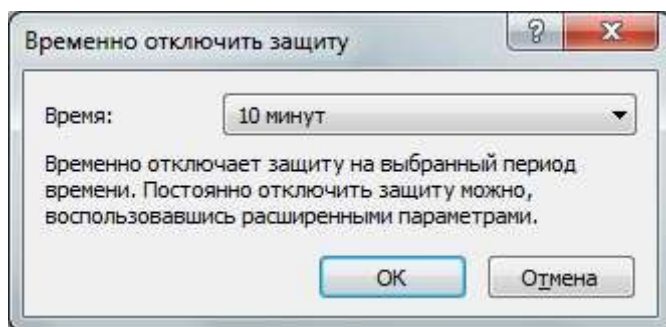 Временно отключить защиту
Время: 10 минут
Временно отключает защиту на выбранный период
времени. Постоянно отключить защиту можно,
воспользовавшись расширенными параметрами.
OK Отмена